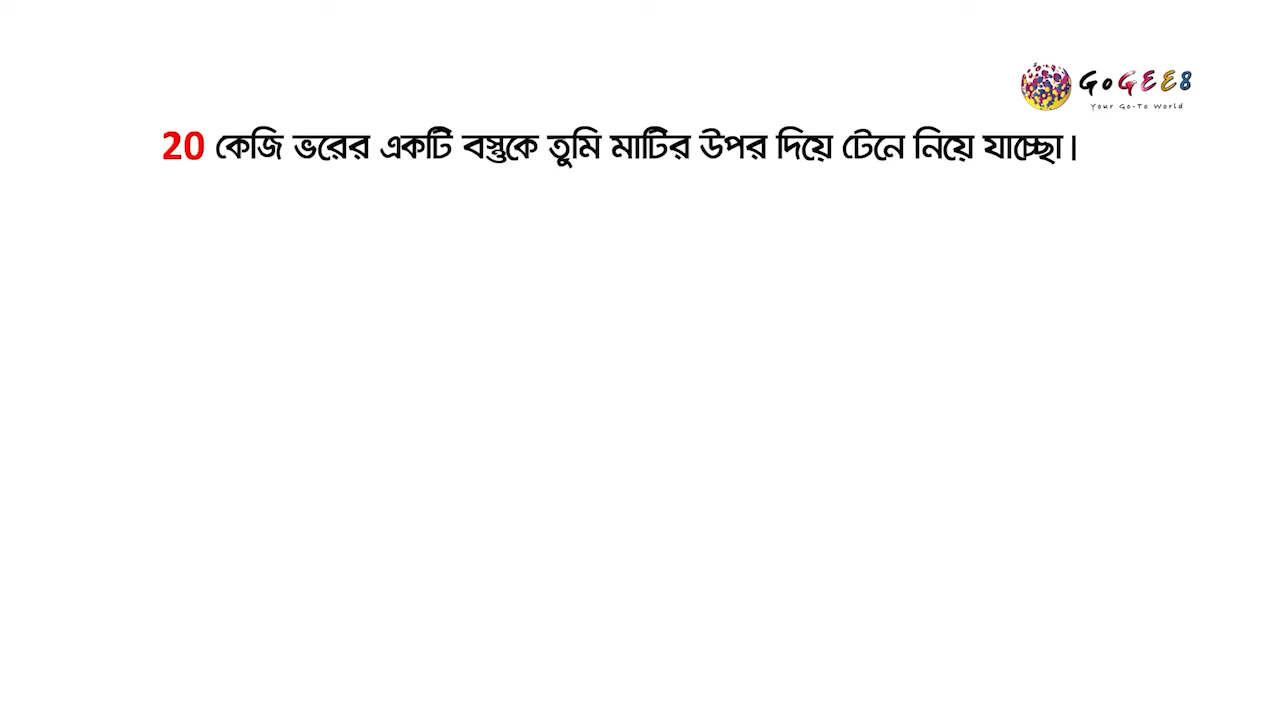 GoGEE8
Your Go-To World
20 কেজি ভরের একটি বস্তুকে তুমি মাটির উপর দিয়ে টেনে নিয়ে যাচ্ছো।